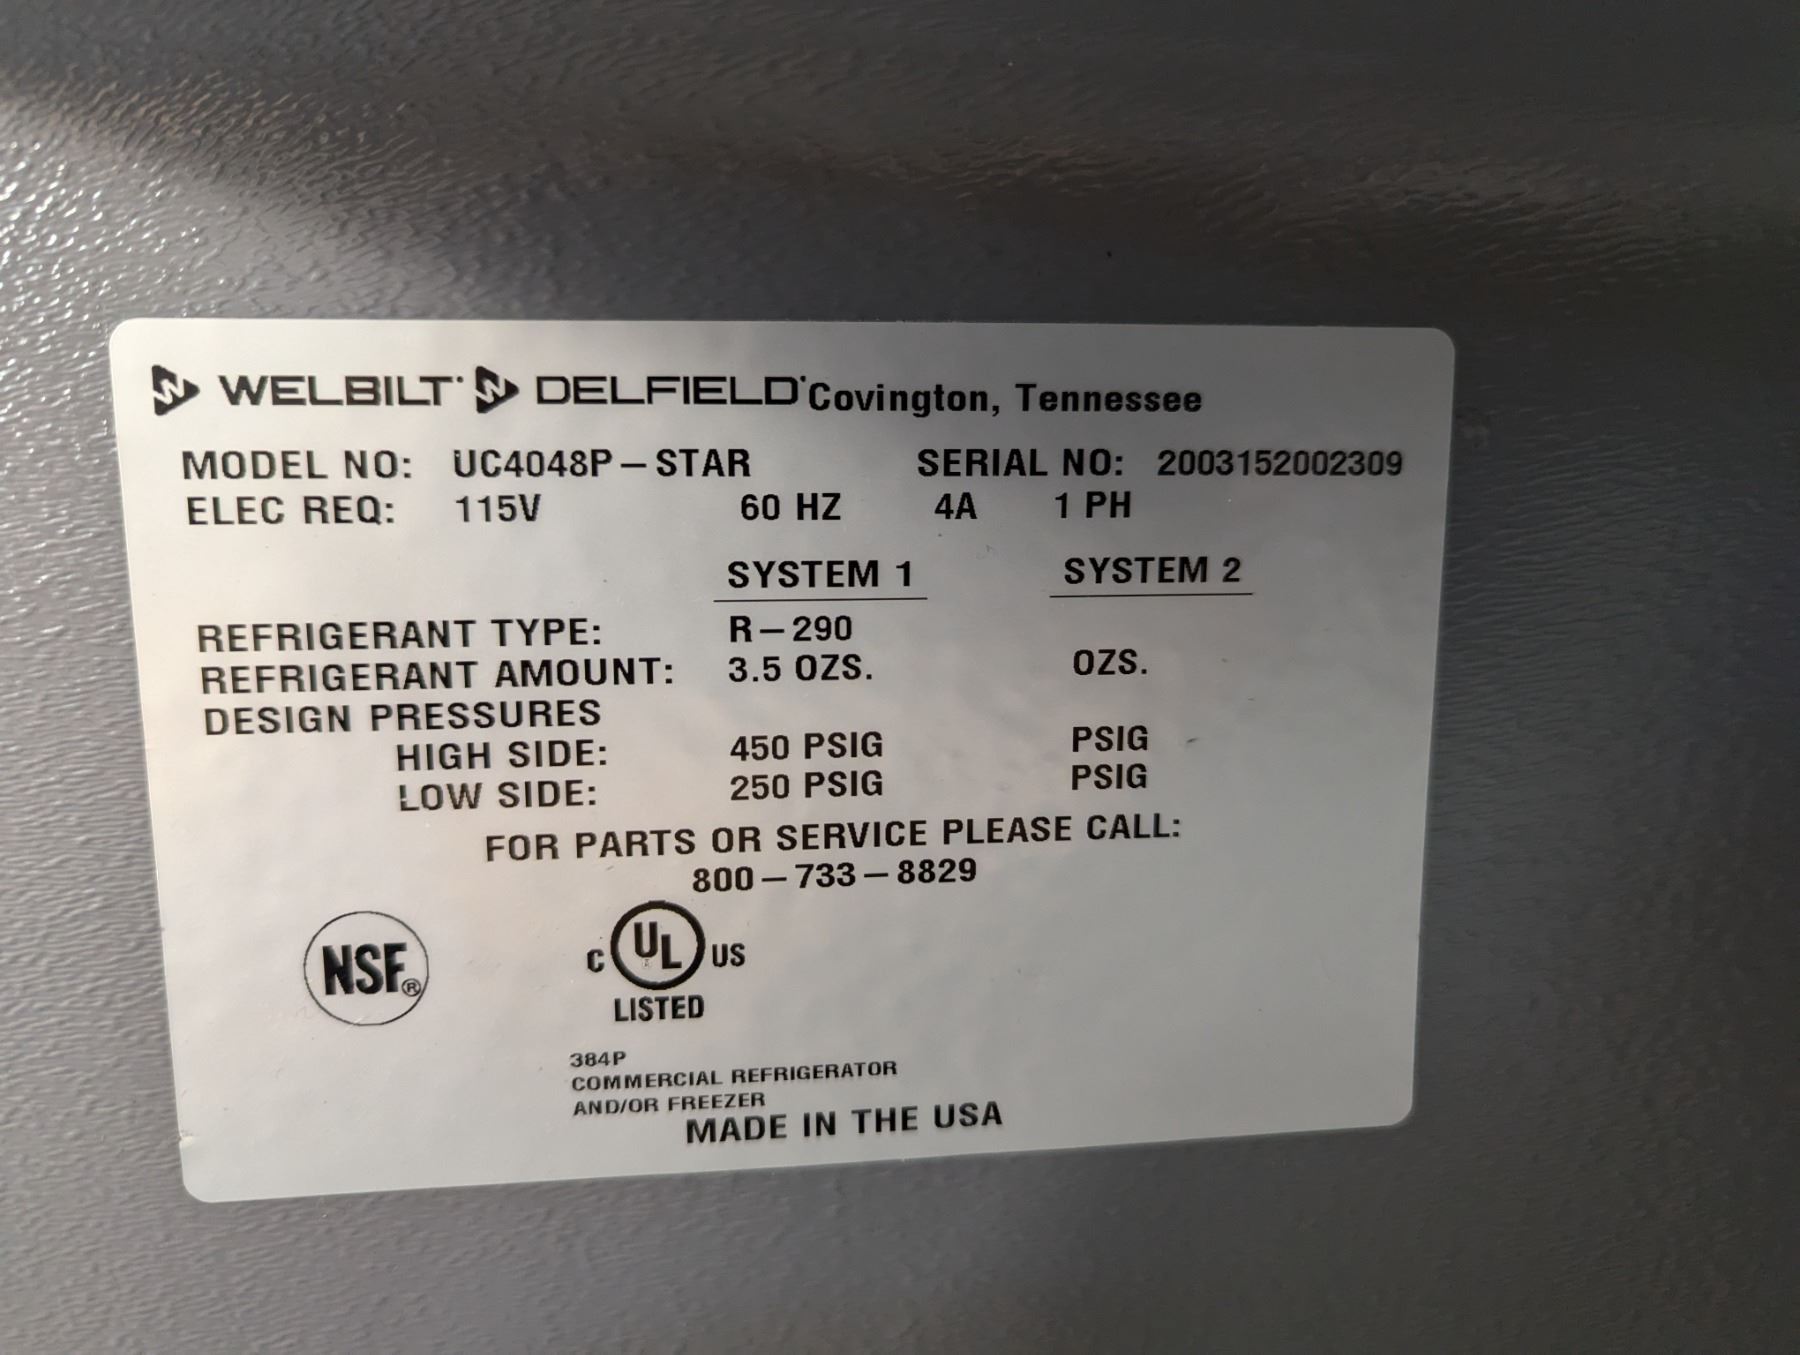 WELBILT DELFIELD Covington, Tennessee
MODEL NO: UC4048P-STAR SERIAL NO: 2003152002309
ELEC REQ: 115V 60 HZ 4A 1 PH
SYSTEM 1 SYSTEM 2
REFRIGERANT TYPE: R-290
REFRIGERANT AMOUNT: 3.5 OZS. OZS.
DESIGN PRESSURES
HIGH SIDE: 450 PSIG PSIG
LOW SIDE: 250 PSIG PSIG
FOR PARTS OR SERVICE PLEASE CALL:
800-733-8829
NSF®
C UL US
LISTED
384P
COMMERCIAL REFRIGERATOR
AND/OR FREEZER
MADE IN THE USA